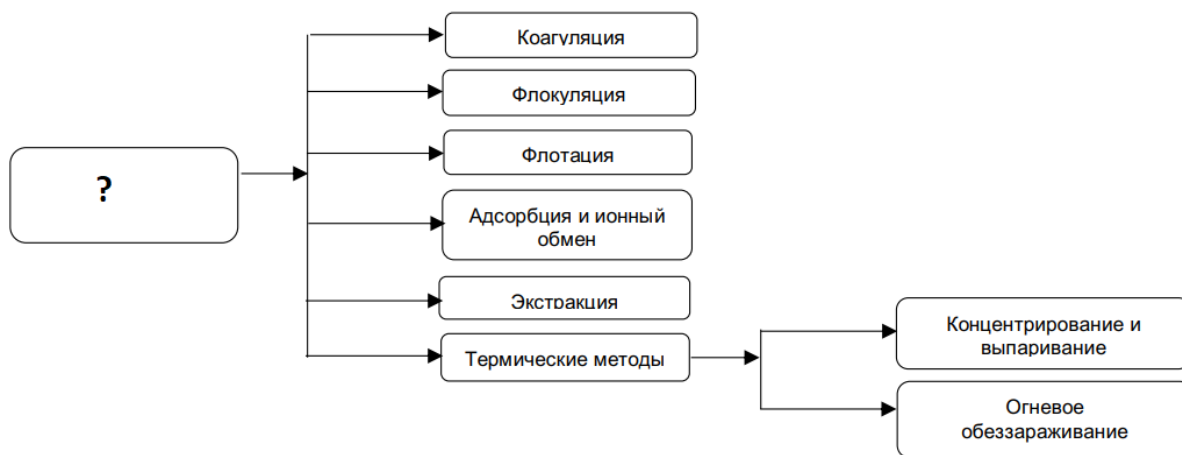 Коагуляция
Флокуляция
Флотация
?
Адсорбция и ионный
обмен
Экстракция
Термические методы
Концентрирование и
выпаривание
Огневое
обеззараживание